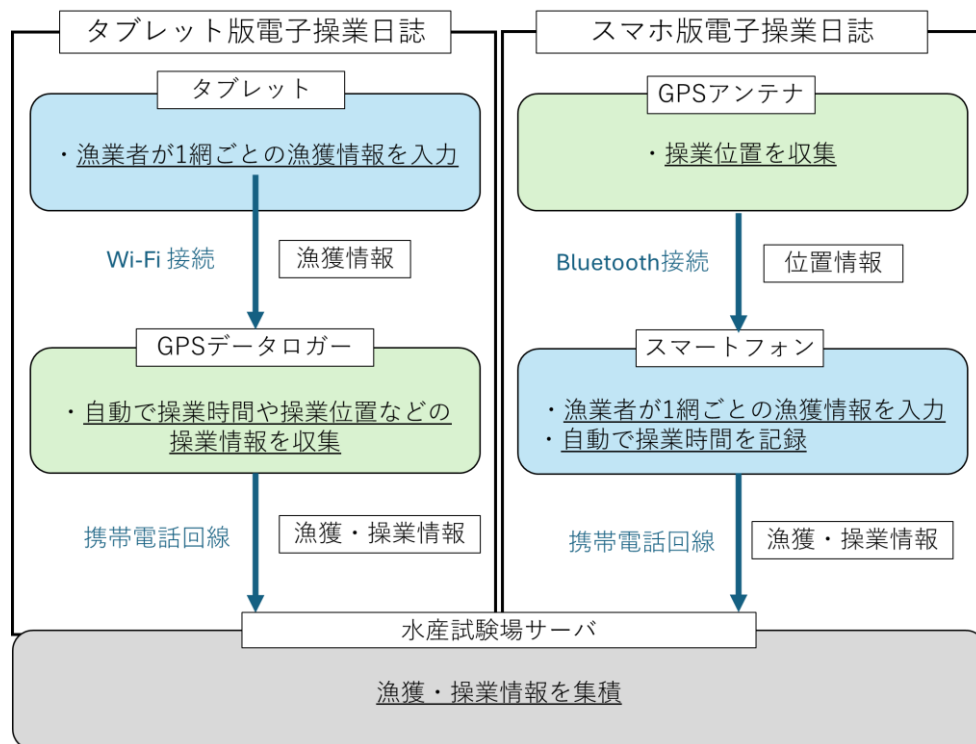 タブレット版電子操業日誌
タブレット
・漁業者が1網ごとの漁獲情報を入力
Wi-Fi 接続
漁獲情報
GPSデータロガー
・自動で操業時間や操業位置などの
操業情報を収集
携帯電話回線
漁獲・操業情報
スマホ版電子操業日誌
GPSアンテナ
・操業位置を収集
Bluetooth接続
位置情報
スマートフォン
・漁業者が1網ごとの漁獲情報を入力
・自動で操業時間を記録
携帯電話回線
漁獲・操業情報
水産試験場サーバ
漁獲・操業情報を集積